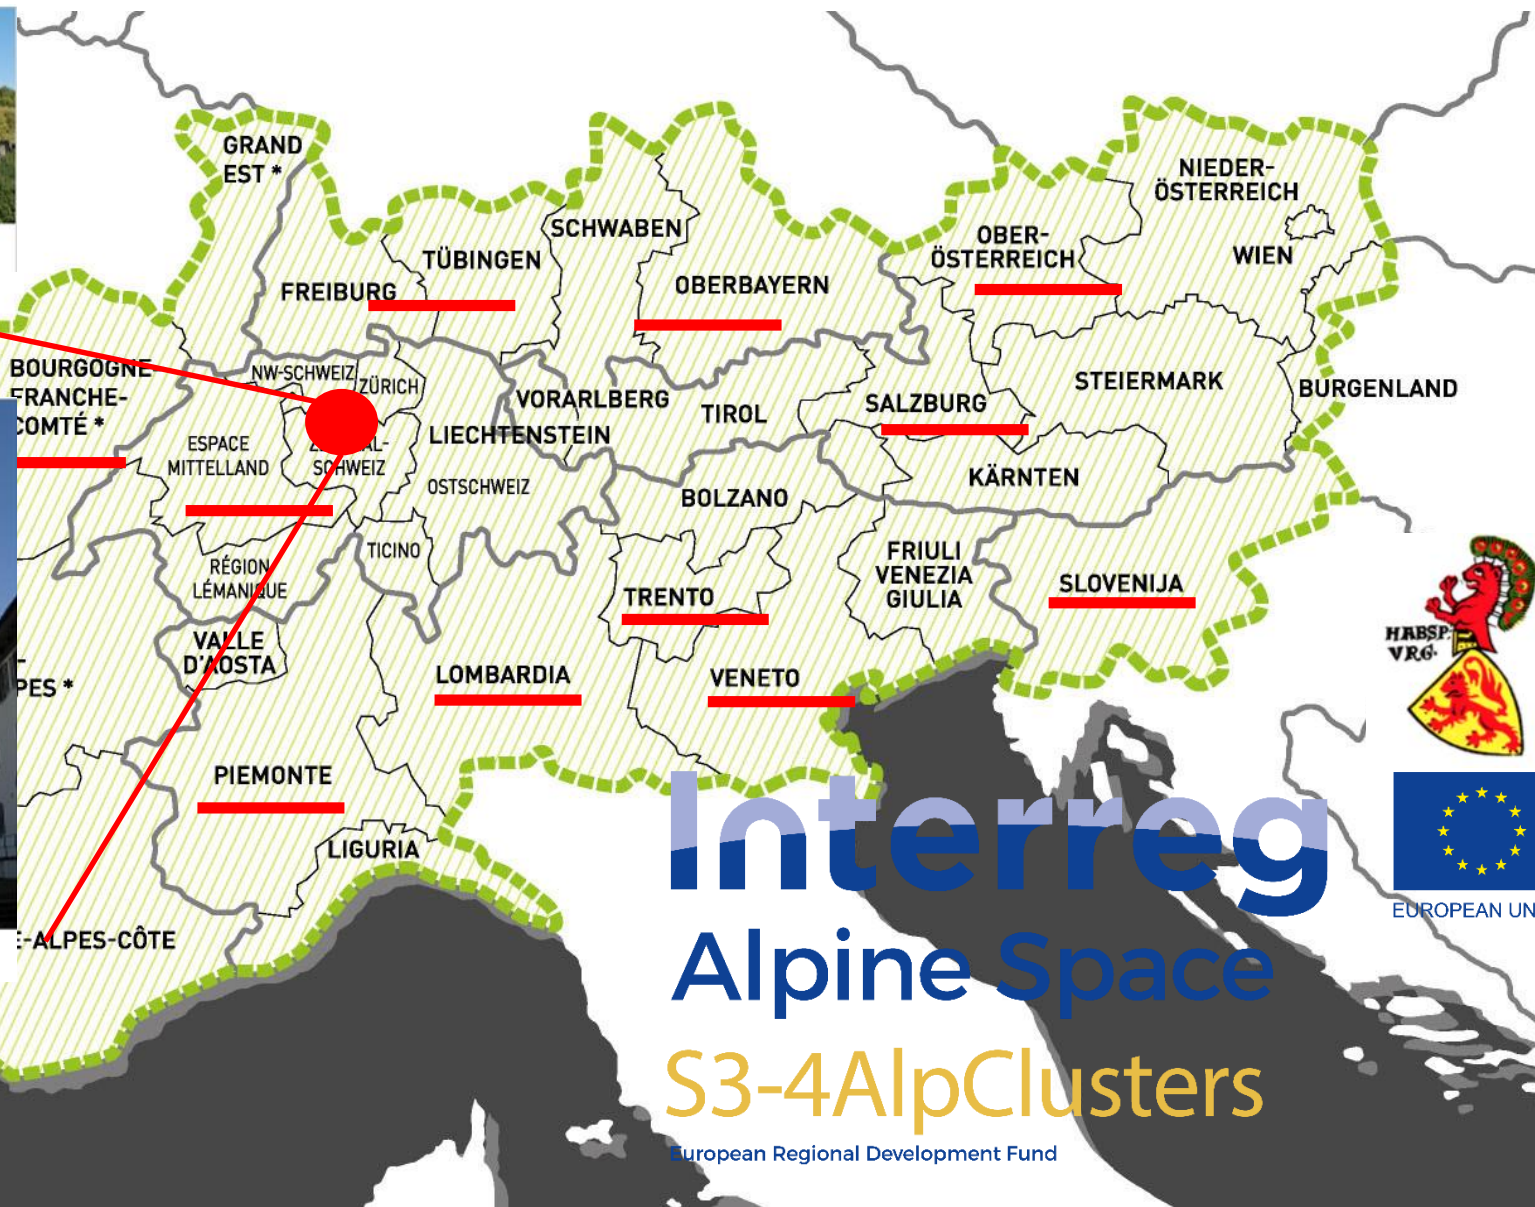 GRAND
EST *
NIEDER-
ÖSTERREICH
SCHWABEN
OBER-
ÖSTERREICH
WIEN
TÜBINGEN
OBERBAYERN
FREIBURG
BOURGOGNE-
FRANCHE-
COMTÉ *
NW-SCHWEIZ
ZÜRICH
VORARLBERG
TIROL
SALZBURG
STEIERMARK
BURGENLAND
ESPACE
MITTELLAND
SCHWEIZ
LIECHTENSTEIN
OSTSCHWEIZ
BOLZANO
KÄRNTEN
RÉGION
LÉMANIQUE
TICINO
TRENTO
FRIULI
VENEZIA
GIULIA
SLOVENIJA
HABSP-
VRG.
VALLE
D'AOSTA
PES *
LOMBARDIA
VENETO
PIEMONTE
LIGURIA
-ALPES-CÔTE
Interreg
Alpine Space
EUROPEAN UN
S3-4AlpClusters
European Regional Development Fund